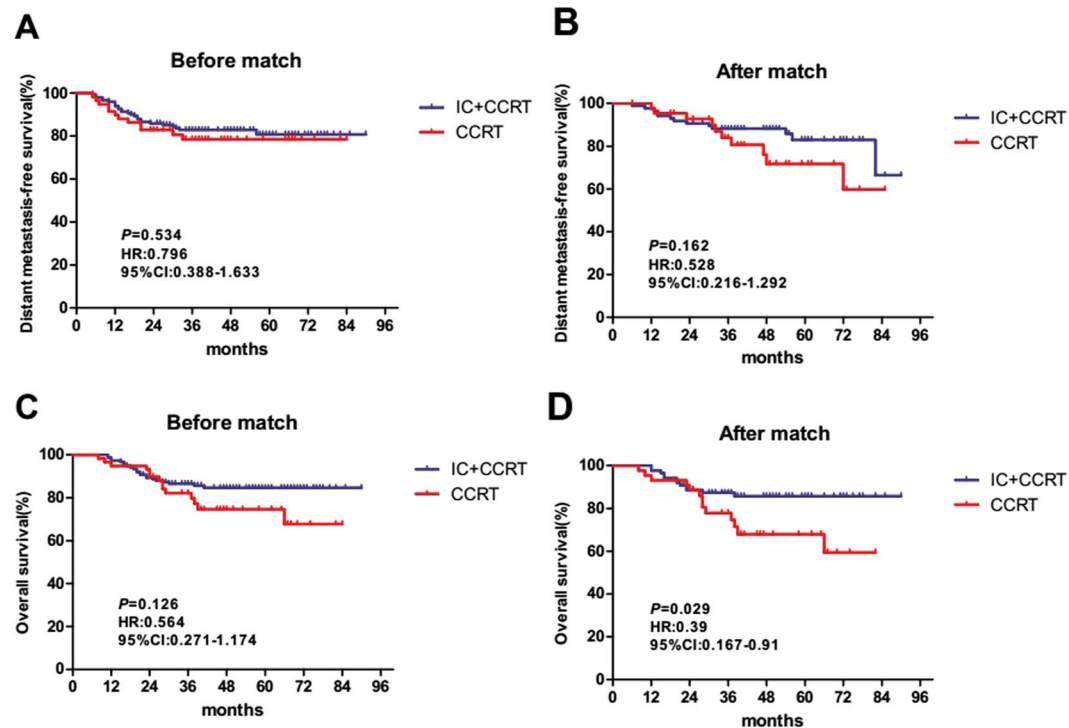 A
Before match
Distant metastasis-free survival(%)
100
80
60
40
20
0
0 12 24 36 48 60 72 84 96
months
IC+CCRT
CCRT
P=0.534
HR:0.796
95%CI:0.388-1.633
B
After match
Distant metastasis-free survival(%)
100
80
60
40
20
0
0 12 24 36 48 60 72 84 96
months
IC+CCRT
CCRT
P=0.162
HR:0.528
95%CI:0.216-1.292
C
Before match
Overall survival(%)
100
80
60
40
20
0
0 12 24 36 48 60 72 84 96
months
IC+CCRT
CCRT
P=0.126
HR:0.564
95%CI:0.271-1.174
D
After match
Overall survival(%)
100
80
60
40
20
0
0 12 24 36 48 60 72 84 96
months
IC+CCRT
CCRT
P=0.029
HR:0.39
95%CI:0.167-0.91